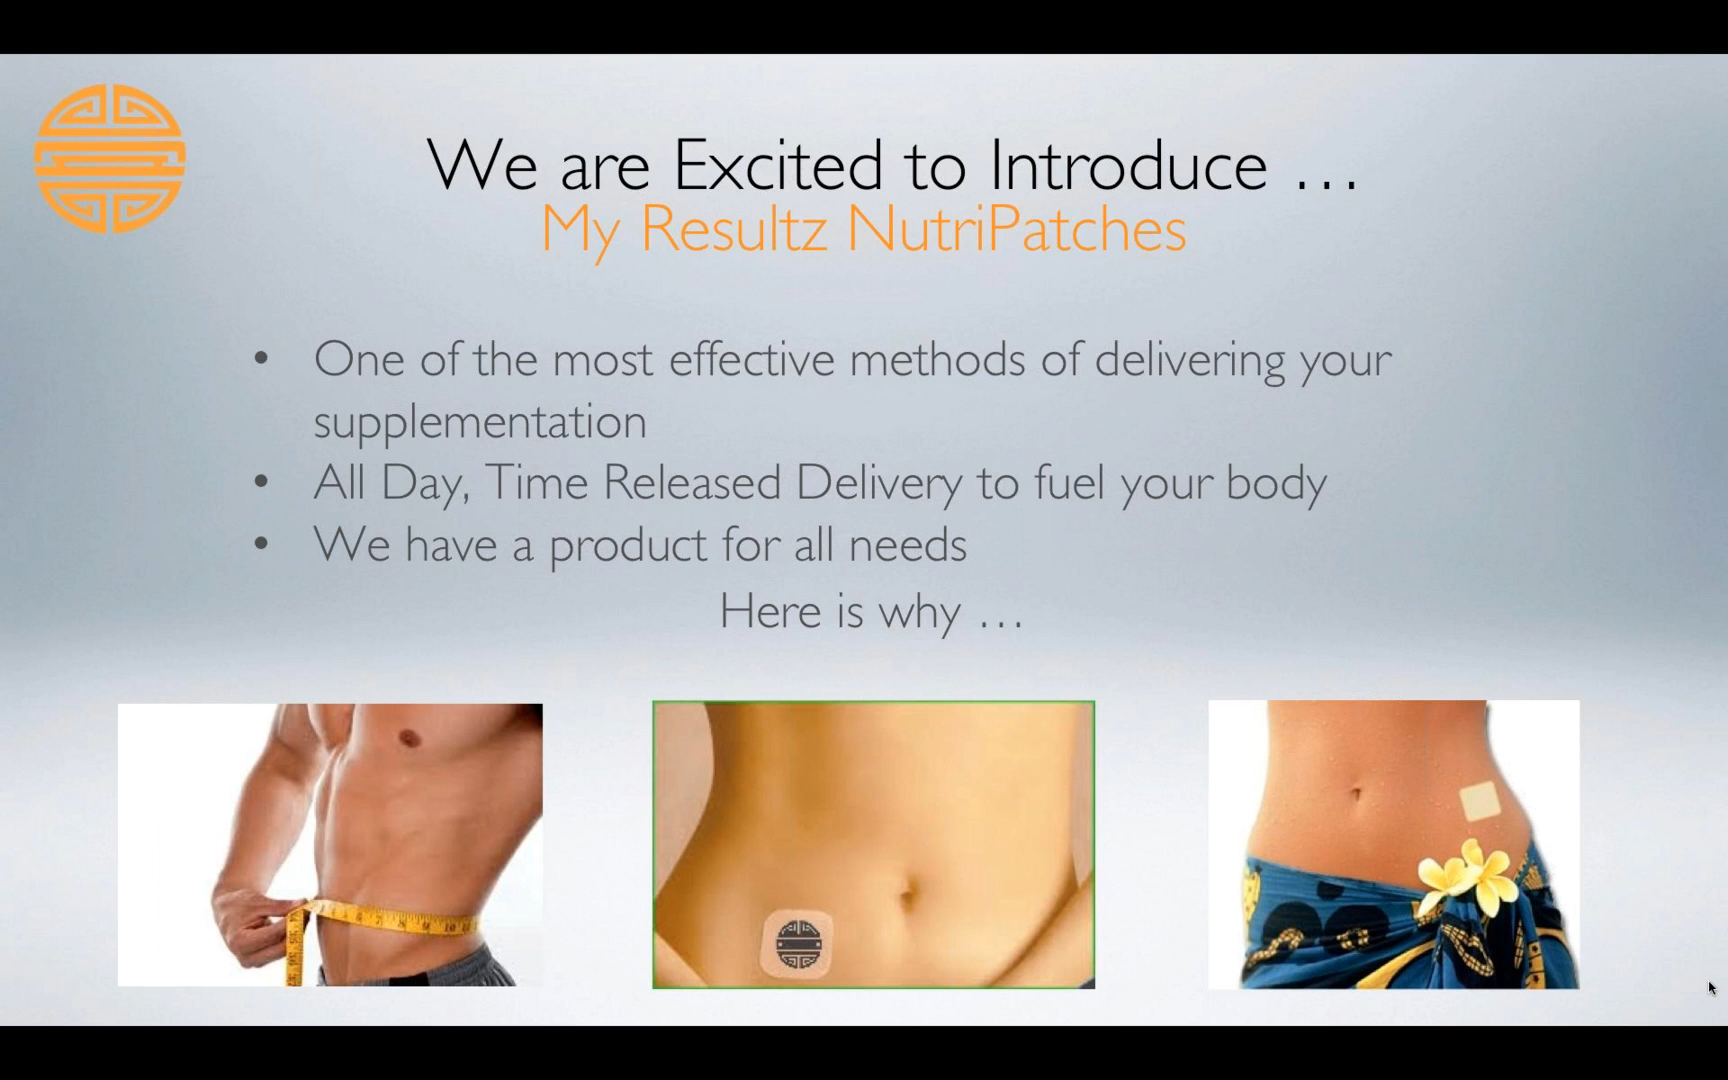 We are Excited to Introduce …
My Resultz NutriPatches
• One of the most effective methods of delivering your
supplementation
• All Day, Time Released Delivery to fuel your body
• We have a product for all needs
Here is why …